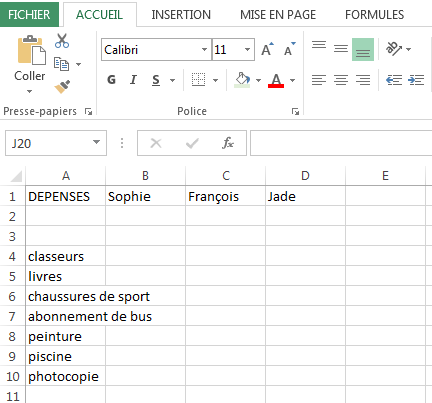 FICHIER ACCUEIL INSERTION MISE EN PAGE FORMULES
Coller
Calibri 11 A A
G I S A
Presse-papiers Police
J20 fx
A B C D E
1 DEPENSES Sophie François Jade
2
3
4 classeurs
5 livres
6 chaussures de sport
7 abonnement de bus
8 peinture
9 piscine
10 photocopie
11